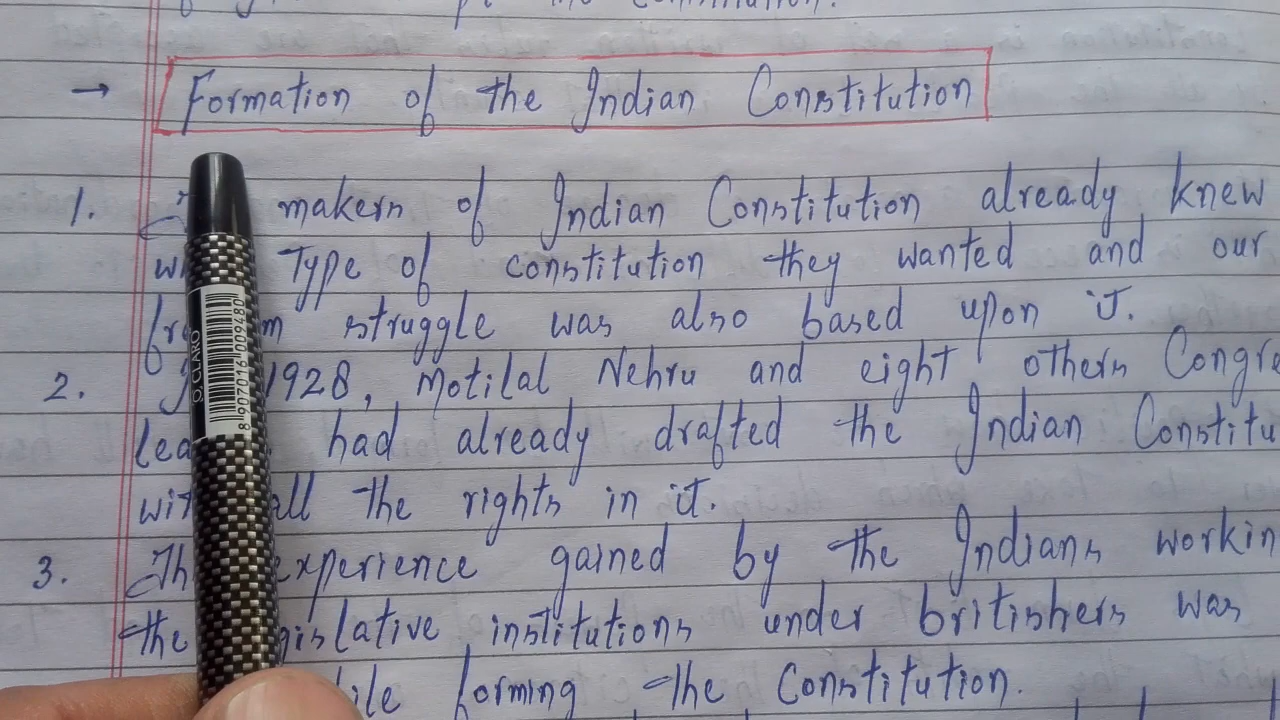 → Formation of the Indian Constitution
1. makers of Indian Constitution already knew
Type of constitution they wanted and our
struggle was also based upon it.
2. 1928, Motilal Nehru and eight others Congre
had already drafted the Indian Constitu
all the rights in it.
3. experience gained by the Indians workin
the institutions under britishers was
forming the Constitution.
O.CLARO
8907016009480